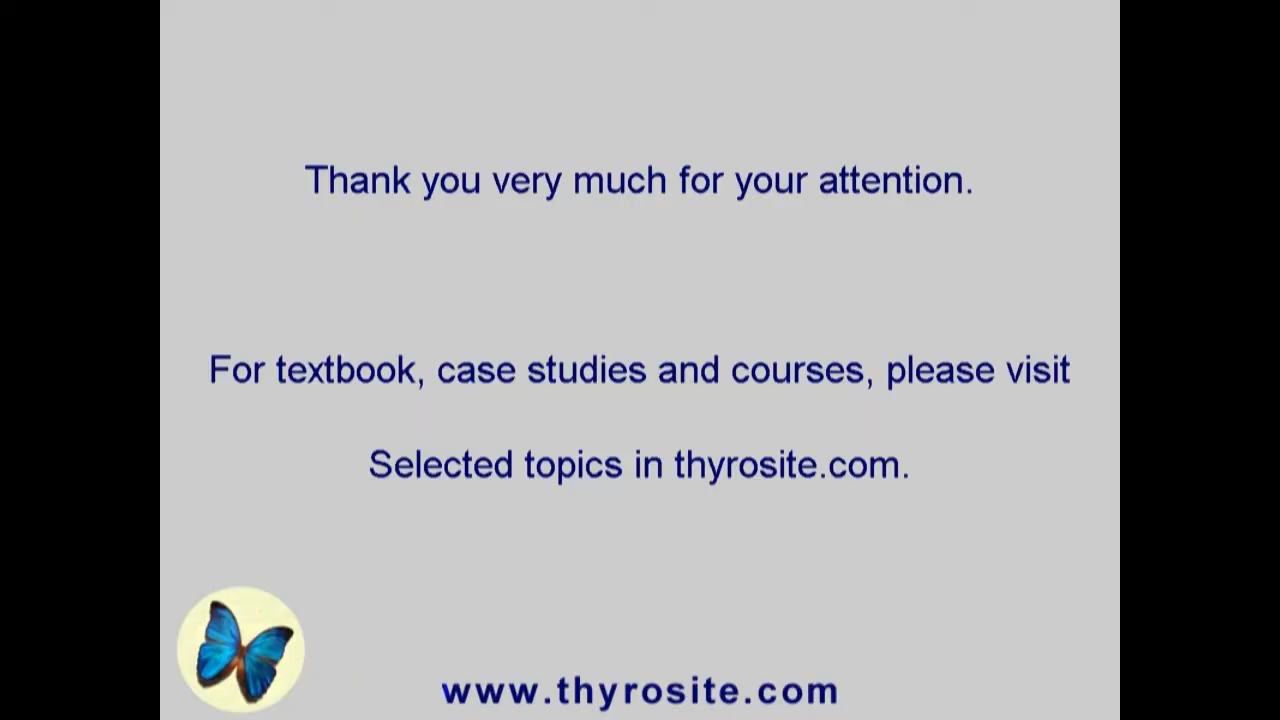 Thank you very much for your attention.
For textbook, case studies and courses, please visit
Selected topics in thyrosite.com.
www.thyrosite.com